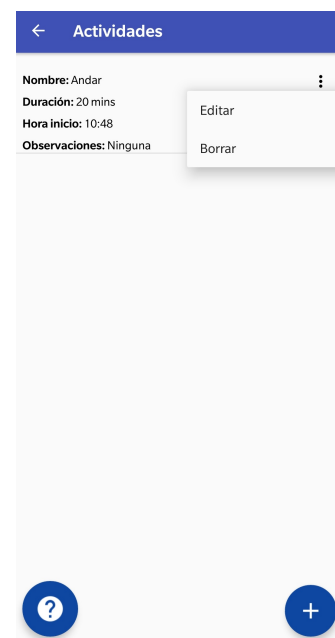 Actividades
Nombre: Andar
Duración: 20 mins
Hora inicio: 10:48
Observaciones: Ninguna
Editar
Borrar